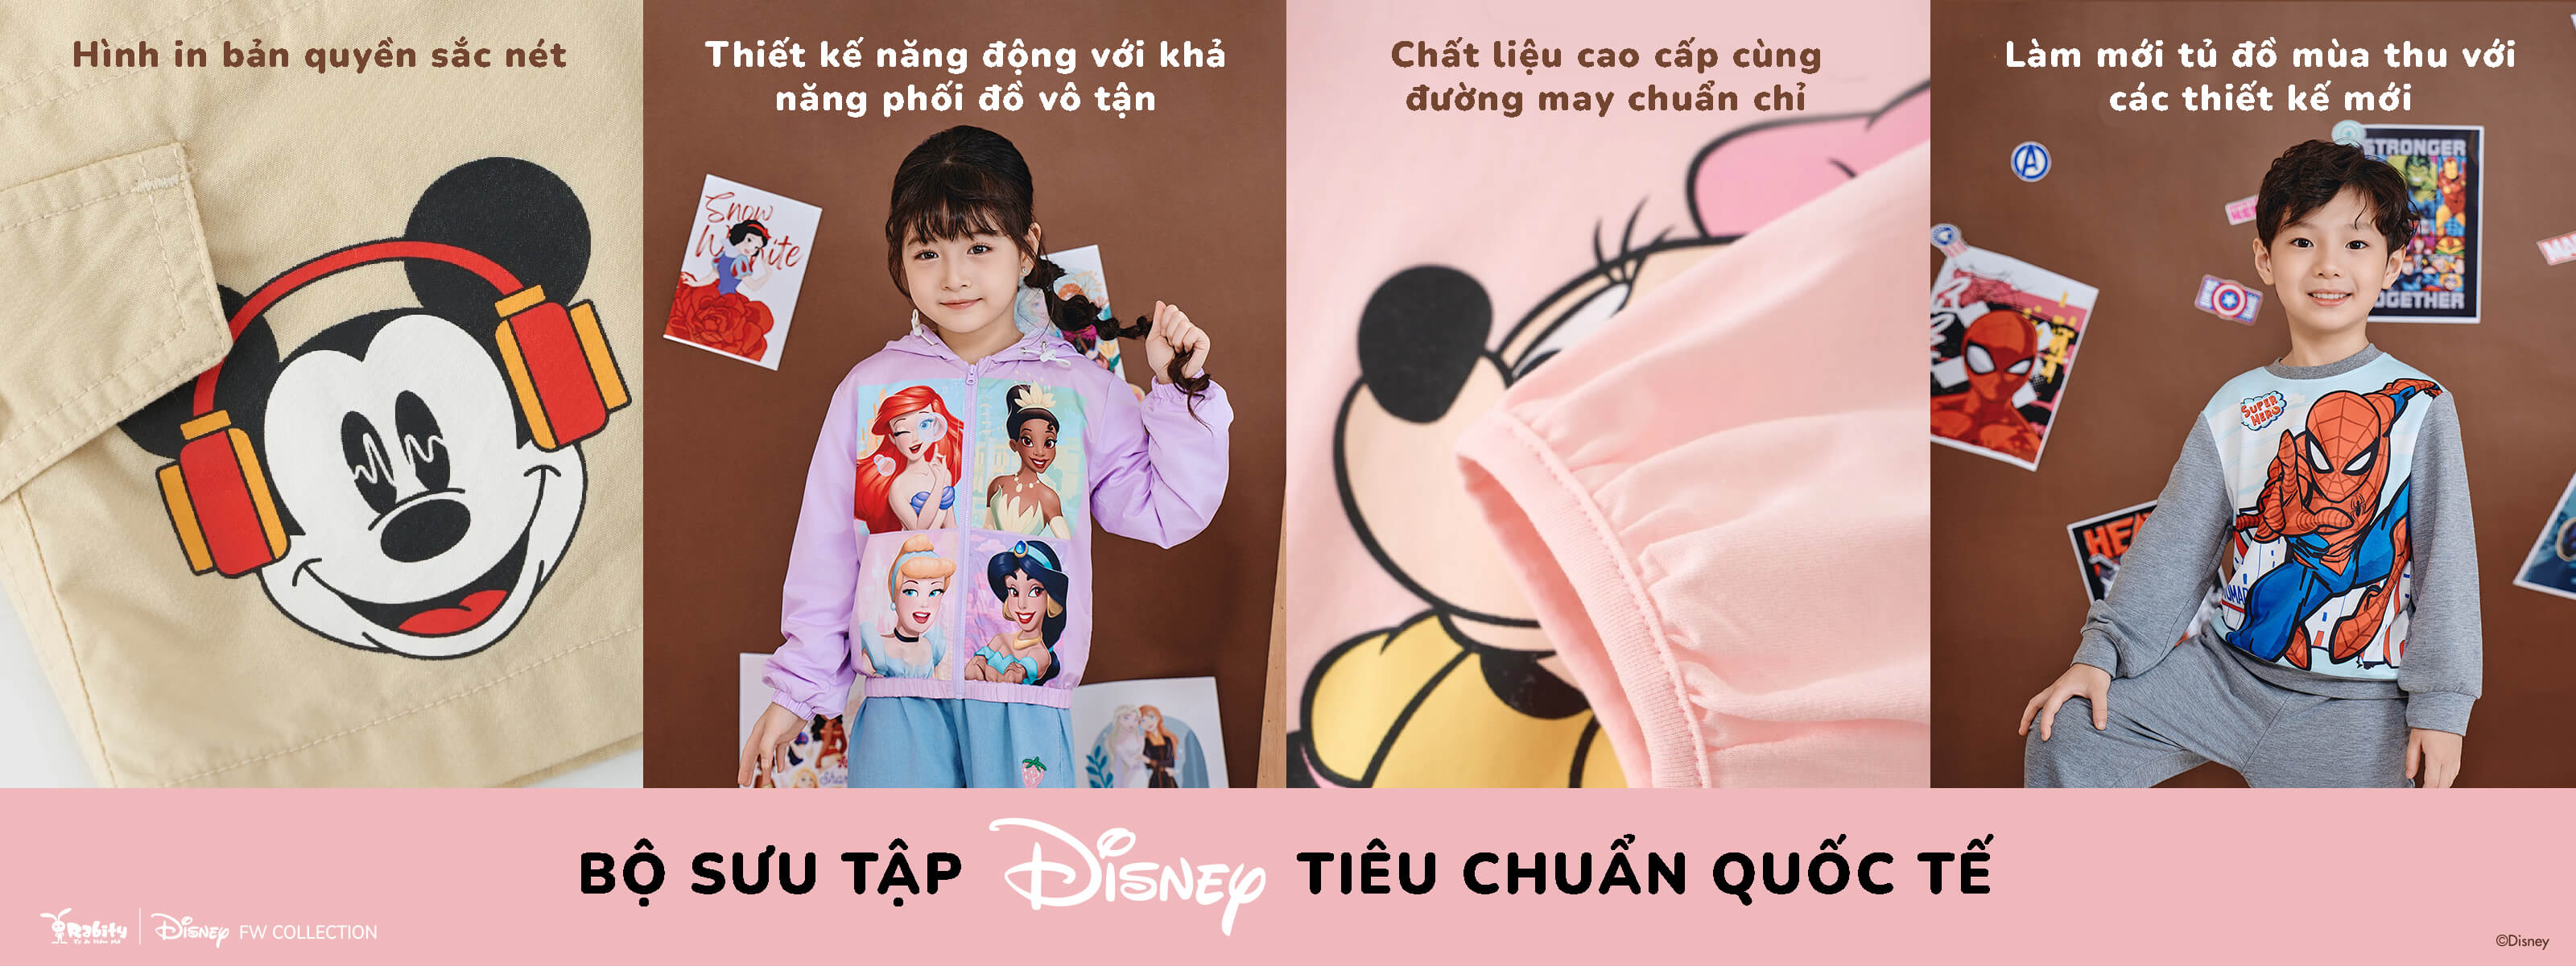 Hình in bản quyền sắc nét
Thiết kế năng động với khả
năng phối đồ vô tận
Chất liệu cao cấp cùng
đường may chuẩn chỉ
Làm mới tủ đồ mùa thu với
các thiết kế mới
Snow
White
STRONGER
TOGETHER
SUPER
HERO
BỘ SƯU TẬP Disney TIÊU CHUẨN QUỐC TẾ
Rabity Disney FW COLLECTION
©Disney